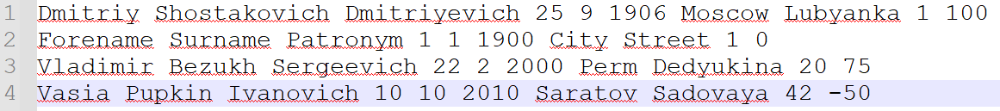 1 Dmitriy Shostakovich Dmitriyevich 25 9 1906 Moscow Lubyanka 1 100
2 Forename Surname Patronym 1 1 1900 City Street 1 0
3 Vladimir Bezukh Sergeevich 22 2 2000 Perm Dedyukina 20 75
4 Vasia Pupkin Ivanovich 10 10 2010 Saratov Sadovaya 42 -50